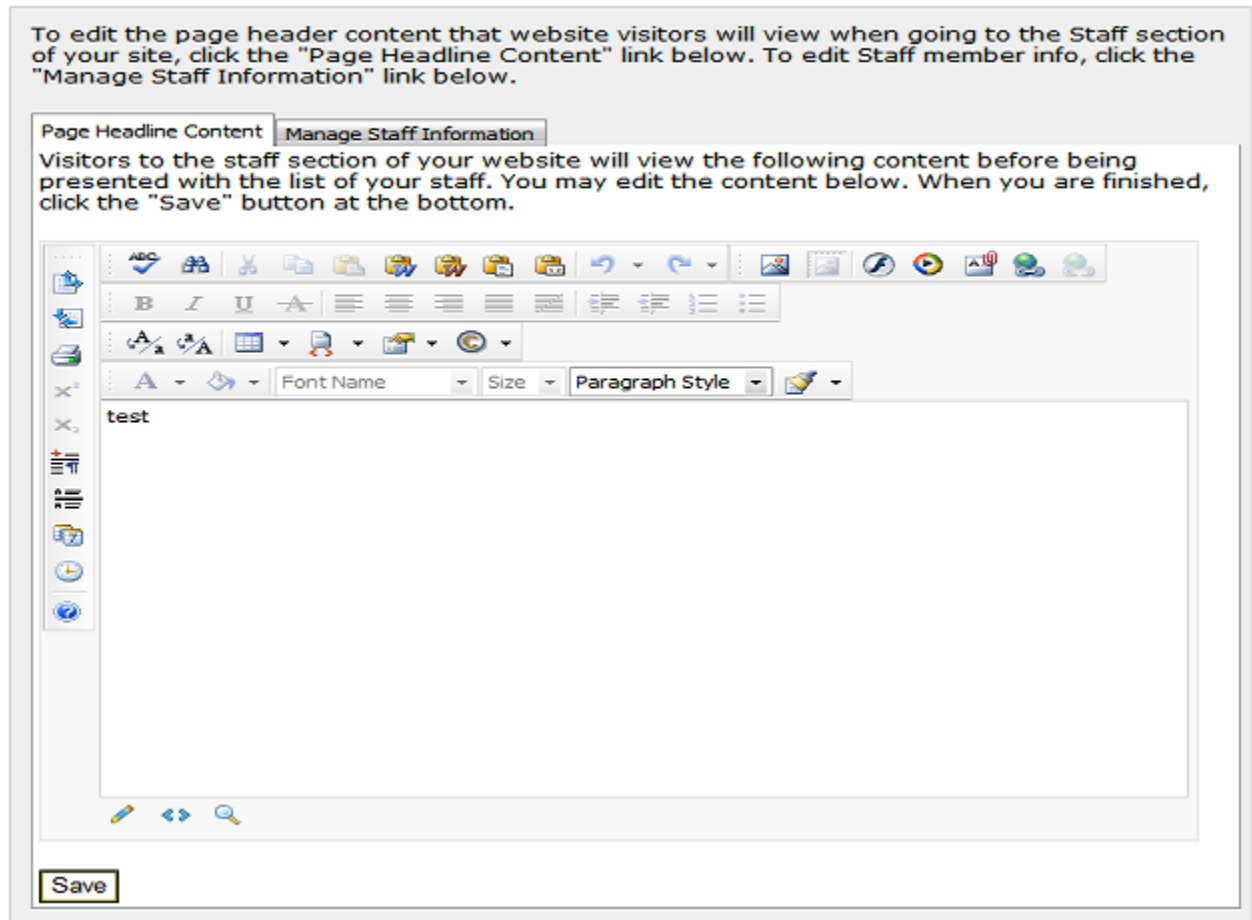 To edit the page header content that website visitors will view when going to the Staff section
of your site, click the "Page Headline Content" link below. To edit Staff member info, click the
"Manage Staff Information" link below.
Page Headline Content Manage Staff Information
Visitors to the staff section of your website will view the following content before being
presented with the list of your staff. You may edit the content below. When you are finished,
click the "Save" button at the bottom.
ABC
B I U A
A Font Name Size Paragraph Style
test
Save